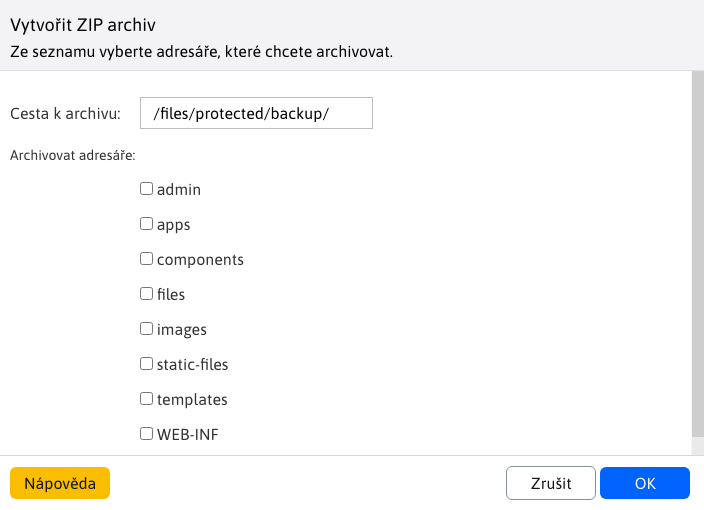 Vytvořit ZIP archiv
Ze seznamu vyberte adresáře, které chcete archivovat.
Cesta k archivu: /files/protected/backup/
Archivovat adresáře:
admin
apps
components
files
images
static-files
templates
WEB-INF
Nápověda Zrušit OK